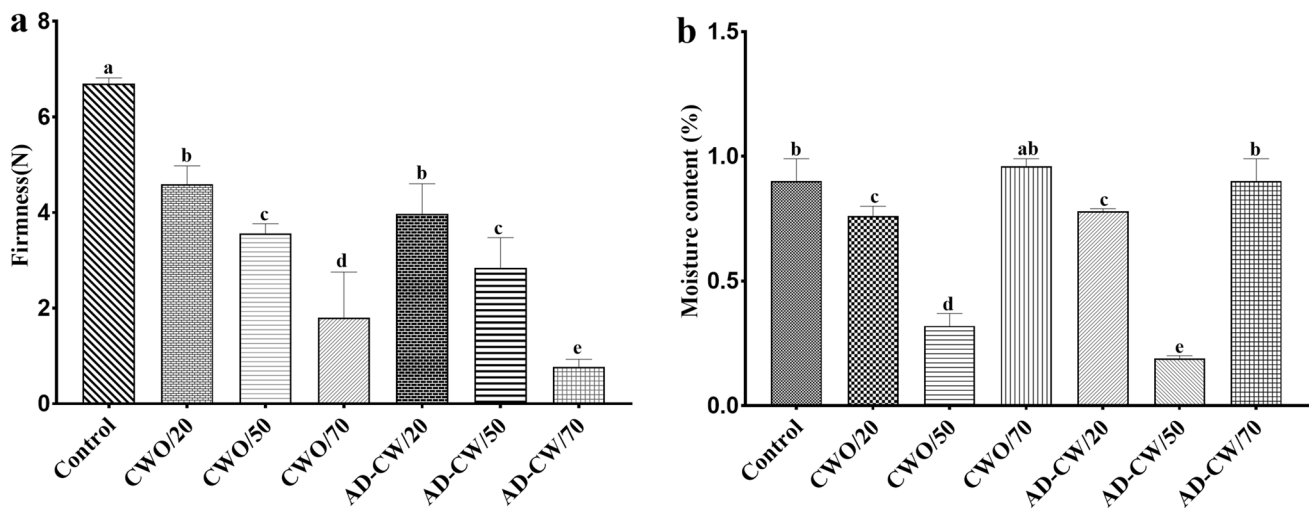 a
8
6
4
2
0
Firmness(N)
a
b
c
d
b
c
e
Control
CWO/20
CWO/50
CWO/70
AD-CW/20
AD-CW/50
AD-CW/70
b
1.5
1.0
0.5
0.0
Moisture content (%)
b
c
d
ab
c
e
b
Control
CWO/20
CWO/50
CWO/70
AD-CW/20
AD-CW/50
AD-CW/70